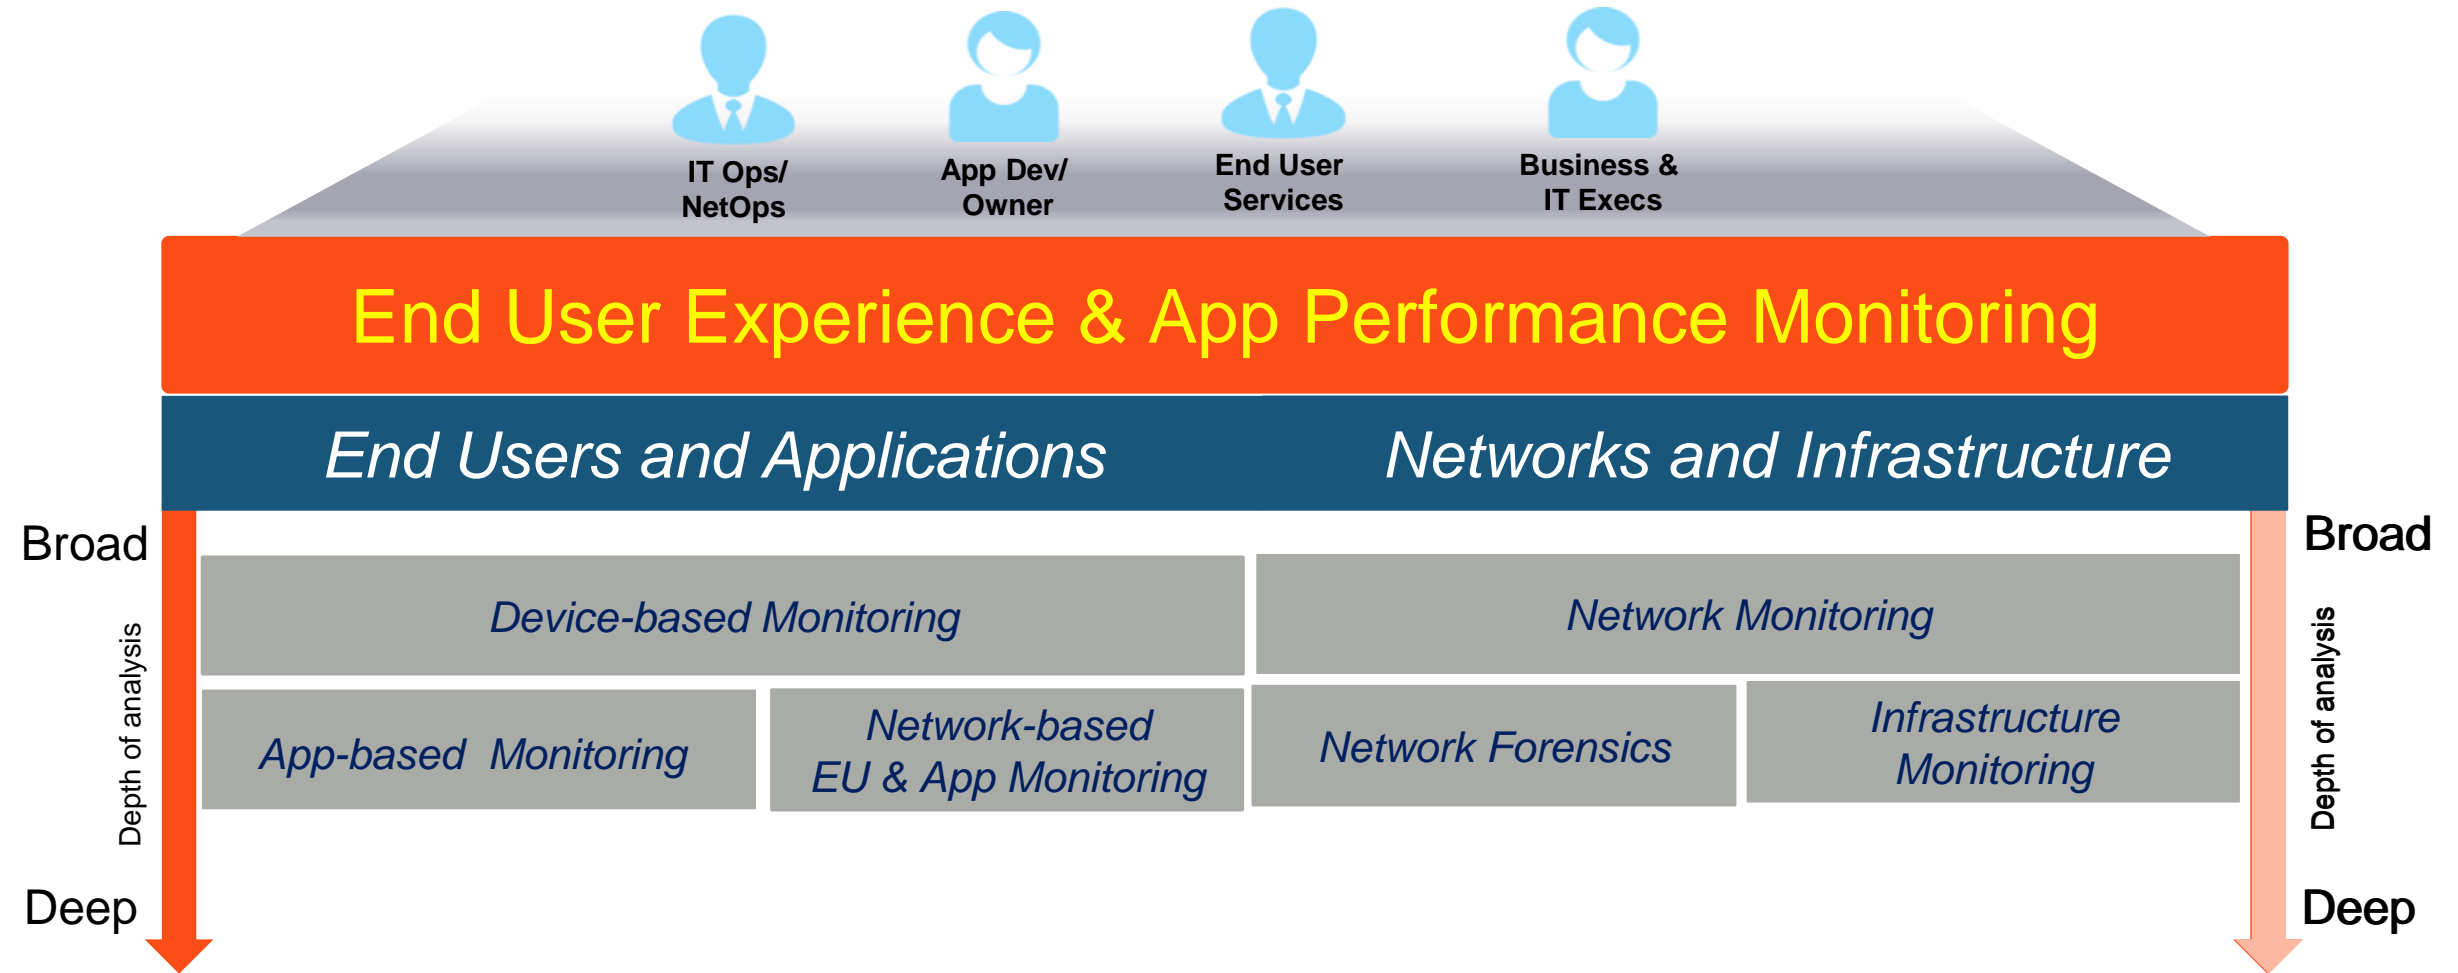 IT Ops/
NetOps
App Dev/
Owner
End User
Services
Business &
IT Execs
End User Experience & App Performance Monitoring
End Users and Applications
Networks and Infrastructure
Broad
Depth of analysis
Deep
Device-based Monitoring
App-based Monitoring
Network-based
EU & App Monitoring
Network Monitoring
Network Forensics
Infrastructure
Monitoring
Broad
Depth of analysis
Deep